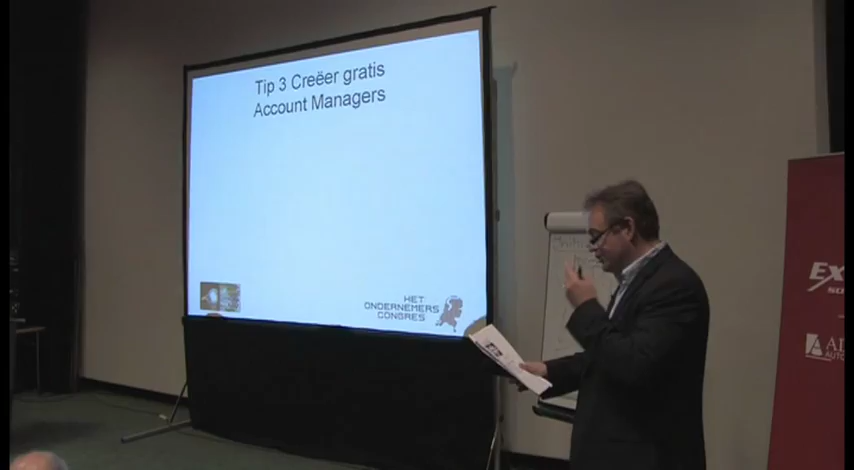 Tip 3 Creëer gratis
Account Managers
HET
ONDERNEMERS
CONGRES